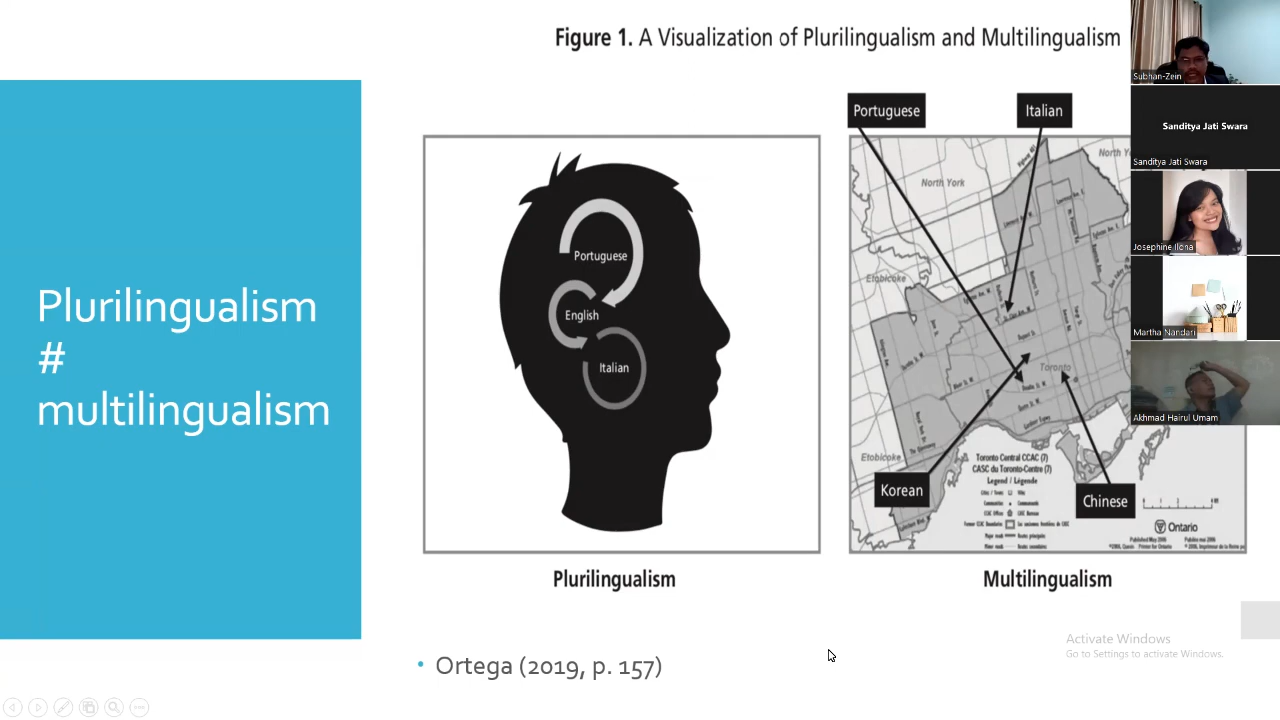 Figure 1. A Visualization of Plurilingualism and Multilingualism
Plurilingualism
#
multilingualism
Portuguese
English
Italian
Plurilingualism
Portuguese
Italian
North York
North Y
Etobicoke
Toronto
Etobicoke
Korean
Chinese
Toronto Central CCAC (7)
CASC du Toronto-Centre (7)
Legend / Légende
Ontario
Multilingualism
Ortega (2019, p. 157)
Subhan-Zein
Sanditya Jati Swara
Sanditya Jati Swara
Josephine Ilona
Martha Nandari
Akhmad Hairul Umam
Activate Windows
Go to Settings to activate Windows.